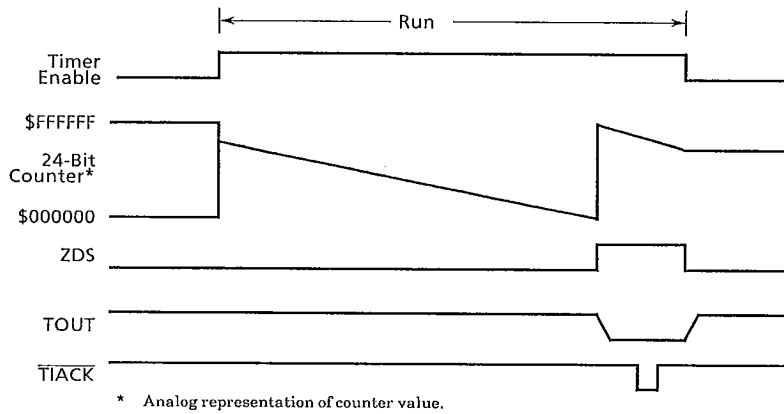 Run
Timer
Enable
$FFFFFF
24-Bit
Counter*
$000000
ZDS
TOUT
TIACK
* Analog representation of counter value.